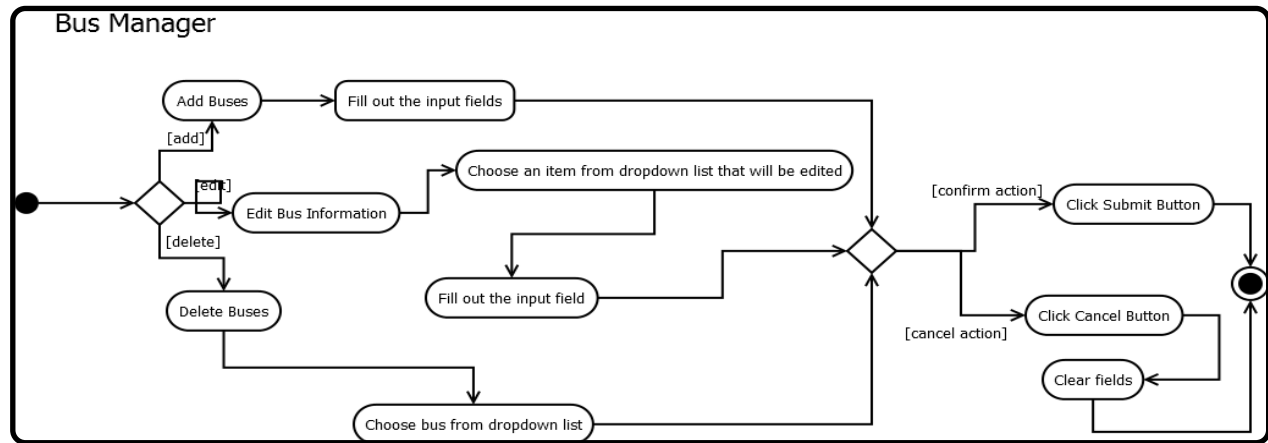 Bus Manager
Add Buses
Fill out the input fields
[add]
Choose an item from dropdown list that will be edited
[edit]
Edit Bus Information
[confirm action]
Click Submit Button
[delete]
Fill out the input field
Delete Buses
Click Cancel Button
[cancel action]
Clear fields
Choose bus from dropdown list